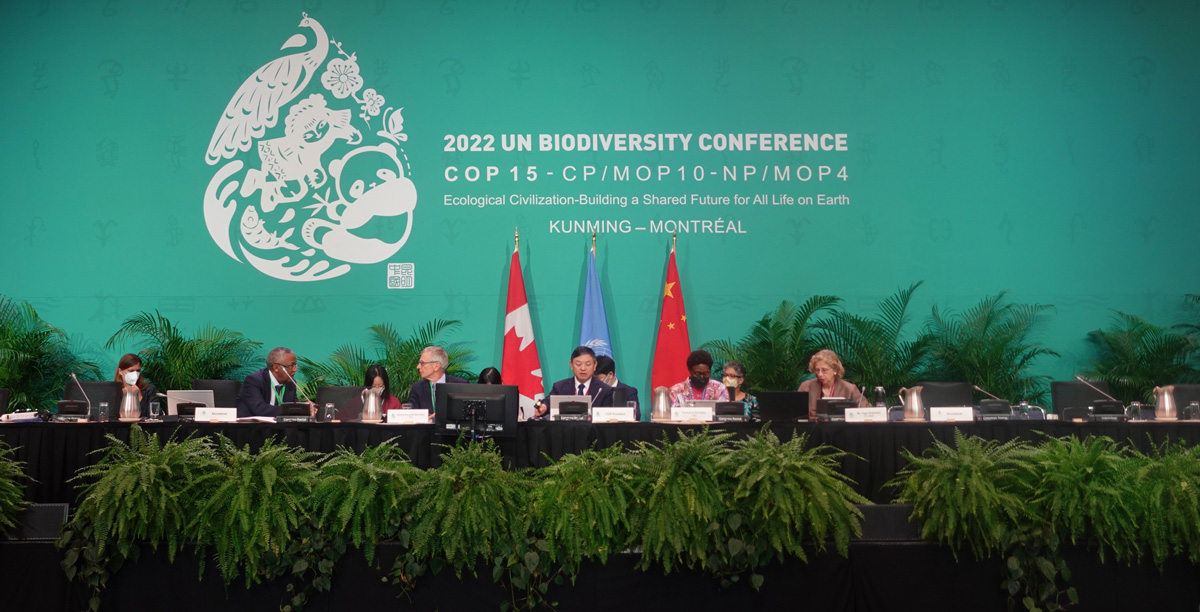 2022 UN BIODIVERSITY CONFERENCE
COP 15 - CP/MOP10-NP/MOP4
Ecological Civilization-Building a Shared Future for All Life on Earth
KUNMING – MONTRÉAL